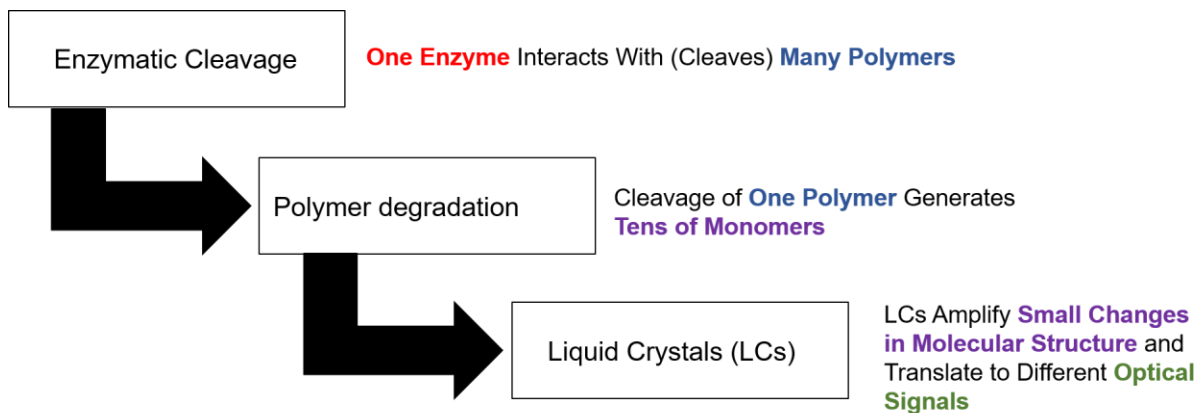 Enzymatic Cleavage
One Enzyme Interacts With (Cleaves) Many Polymers
Polymer degradation
Cleavage of One Polymer Generates
Tens of Monomers
Liquid Crystals (LCs)
LCs Amplify Small Changes
in Molecular Structure and
Translate to Different Optical
Signals